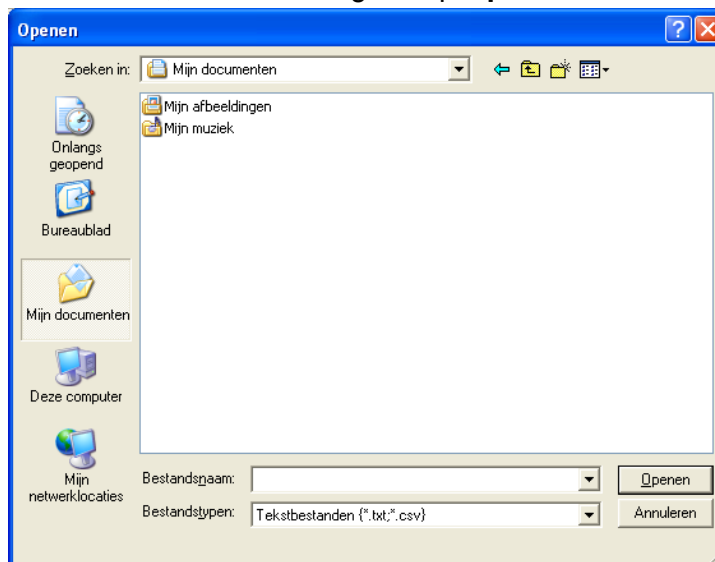 Openen
Zoeken in:
Mijn documenten
Mijn afbeeldingen
Mijn muziek
Onlangs
geopend
Bureaublad
Mijn documenten
Deze computer
Mijn
netwerklocaties
Bestandsnaam:
Openen
Bestandstypen:
Tekstbestanden {*.txt;*.csv}
Annuleren